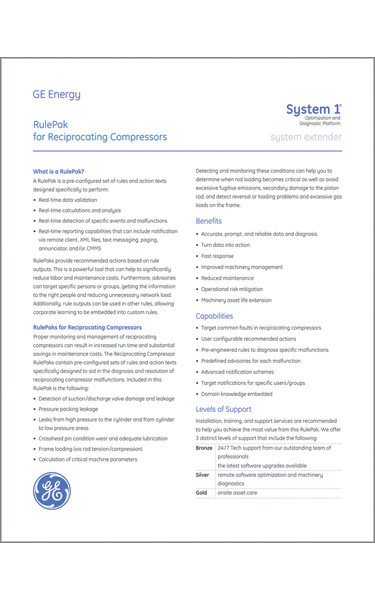 GE Energy
RulePak
for Reciprocating Compressors
System 1®
Optimization and
Diagnostic Platform
system extender
What is a RulePak?
A RulePak is a pre-configured set of rules and action texts
designed specifically to perform:
• Real-time data validation
• Real-time calculations and analysis
• Real-time detection of specific events and malfunctions
• Real-time reporting capabilities that can include notification
via remote client, XML files, text messaging, paging,
annunciator, and/or CMMS
RulePaks provide recommended actions based on rule
outputs. This is a powerful tool that can help to significantly
reduce labor and maintenance costs. Furthermore, advisories
can target specific persons or groups, getting the information
to the right people and reducing unnecessary network load.
Additionally rule outputs can be used in other rules, allowing
corporate learning to be embedded into custom rules.
RulePaks for Reciprocating Compressors
Proper monitoring and management of reciprocating
compressors can result in increased run time and substantial
savings in maintenance costs. The Reciprocating Compressor
RulePaks contain pre-configured sets of rules and action texts
specifically designed to aid in the diagnosis and resolution of
reciprocating compressor malfunctions. Included in this
RulePak is the following:
• Detection of suction/discharge valve damage and leakage
• Pressure packing leakage
• Leaks from high pressure to the cylinder and from cylinder
to low pressure areas
• Crosshead pin condition wear and adequate lubrication
• Frame loading (via rod tension/compression)
• Calculation of critical machine parameters
Detecting and monitoring these conditions can help you to
determine when rod loading becomes critical as well as avoid
excessive fugitive emissions, secondary damage to the piston
rod, and detect reversal or loading problems and excessive gas
loads on the frame.
Benefits
• Accurate, prompt, and reliable data and diagnosis
• Turn data into action
• Fast response
• Improved machinery management
• Reduced maintenance
• Operational risk mitigation
• Machinery asset life extension
Capabilities
• Target common faults in reciprocating compressors
• User configurable recommended actions
• Pre-engineered rules to diagnose specific malfunctions
• Predefined advisories for each malfunction
• Advanced notification schemes
• Target notifications for specific users/groups
• Domain knowledge embedded
Levels of Support
Installation, training, and support services are recommended
to help you achieve the most value from this RulePak. We offer
3 distinct levels of support that include the following:
Bronze 24/7 Tech support from our outstanding team of
professionals
the latest software upgrades available
Silver remote software optimization and machinery
diagnostics
Gold onsite asset care
GE